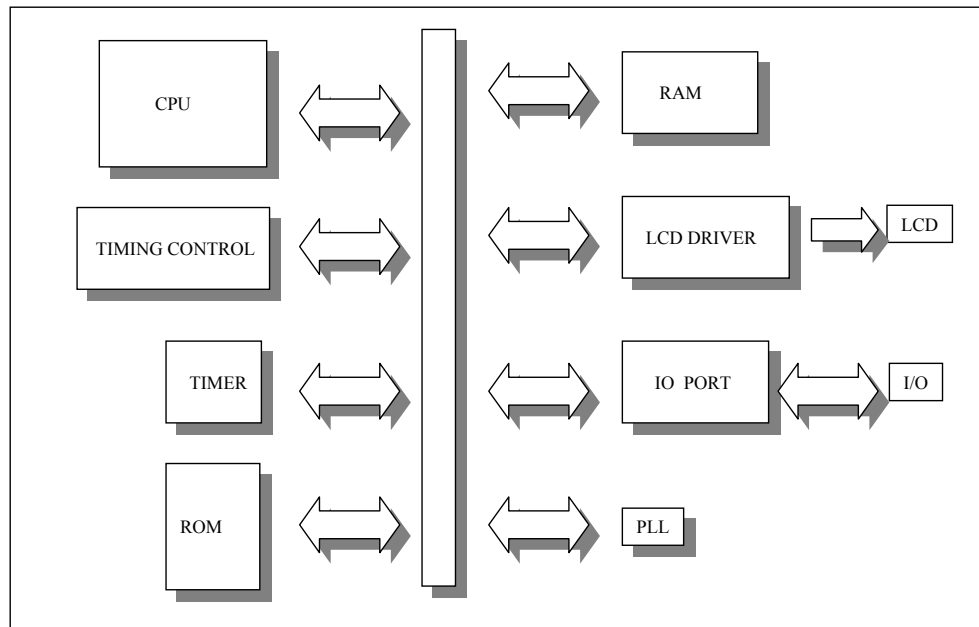 CPU
RAM
TIMING CONTROL
LCD DRIVER
LCD
TIMER
IO PORT
I/O
ROM
PLL